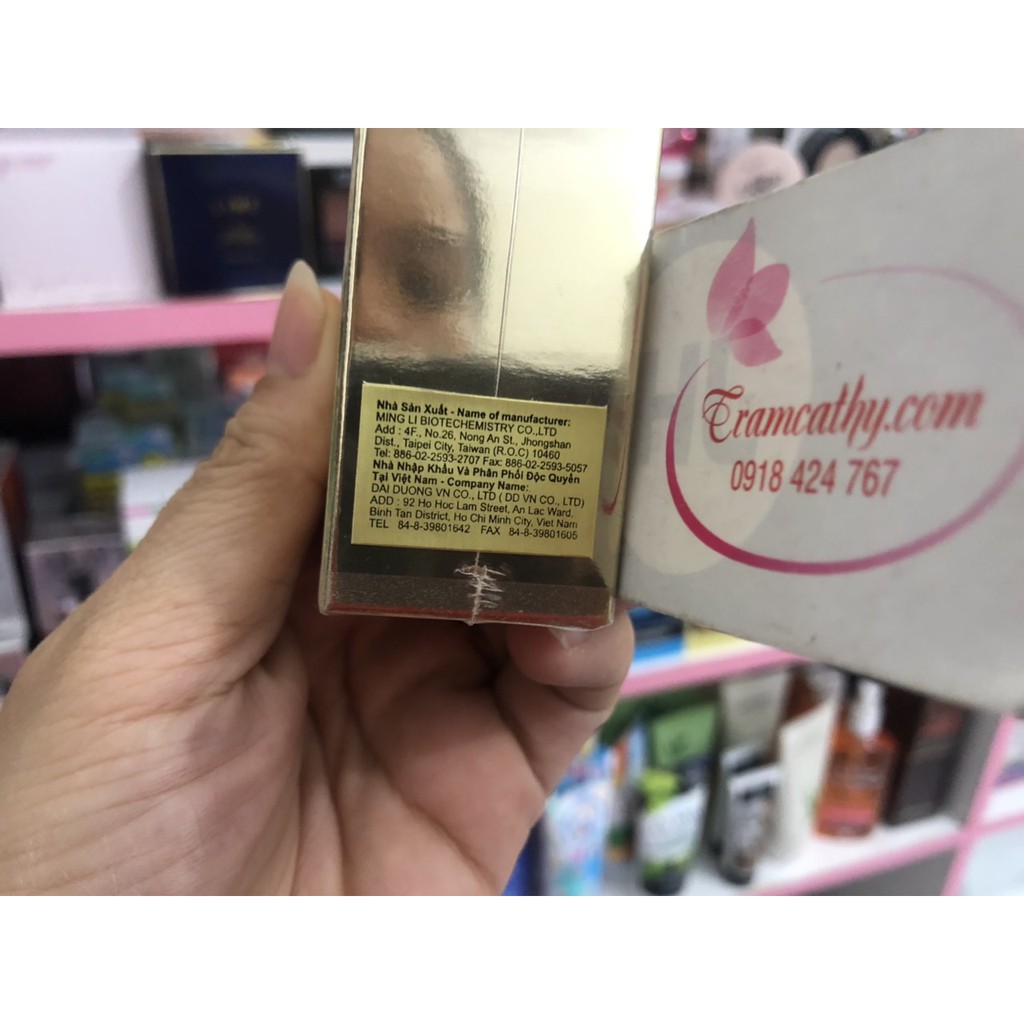 Nhà Sản Xuất - Name of manufacturer:
MING LI BIOTECHEMISTRY CO.,LTD
Add : 4F., No.26, Nong An St., Jhongshan
Dist., Taipei City, Taiwan (R.O.C) 10460
Tel: 886-02-2593-2707 Fax: 886-02-2593-5057
Nhà Nhập Khẩu Và Phân Phối Độc Quyền
Tại Việt Nam - Company Name:
DAI DUONG VN CO., LTD ( DD VN CO., LTD)
ADD : 92 Ho Hoc Lam Street, An Lac Ward,
Binh Tan District, Ho Chi Minh City, Viet Nam
TEL 84-8-39801642 FAX 84-8-39801605
Tramcathy.com
0918 424 767